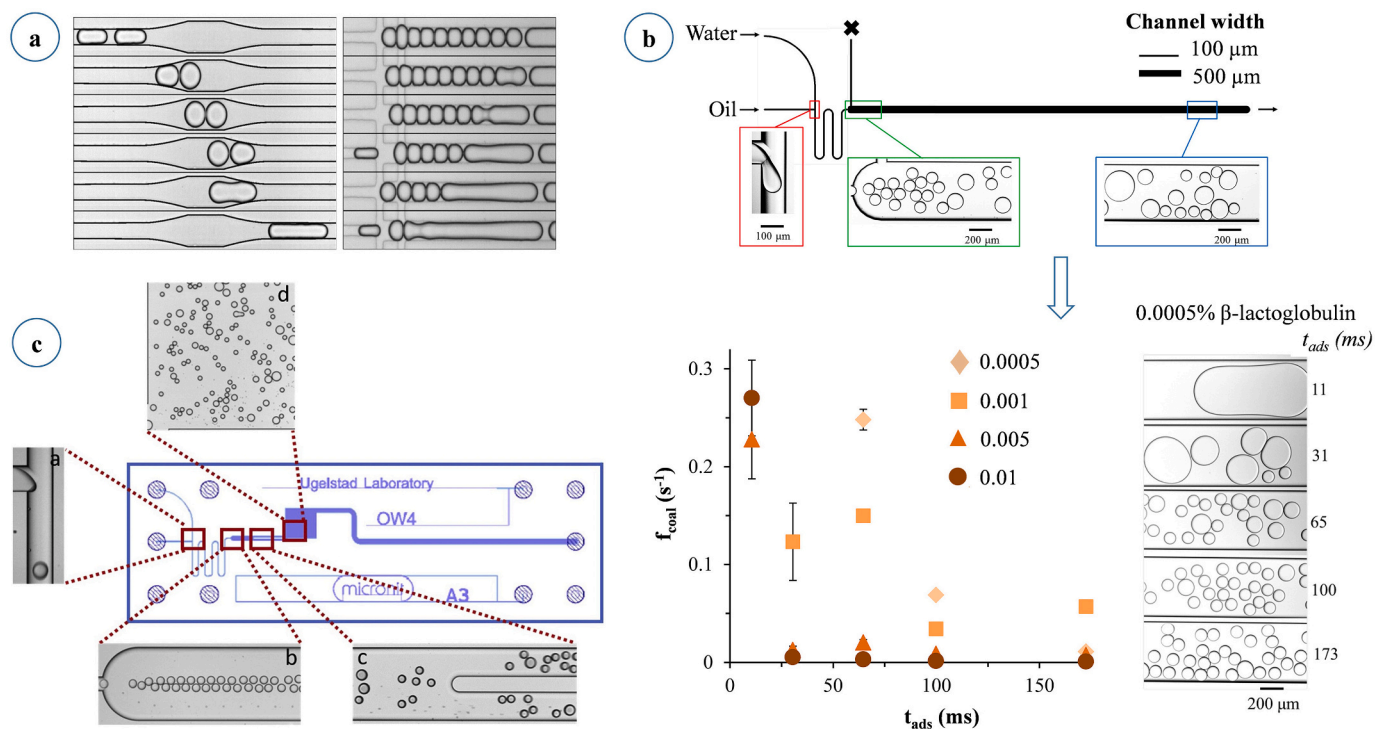 a
b
Water
Oil
Channel width
100 µm
500 µm
100 µm
200 µm
200 µm
c
d
a
Ugelstad Laboratory
OW4
micronit
A3
b
c
0.0005% β-lactoglobulin
t_ads (ms)
11
31
65
100
173
200 µm
0.3
0.2
0.1
0
f_coal (s⁻¹)
0.0005
0.001
0.005
0.01
0
50
100
150
t_ads (ms)